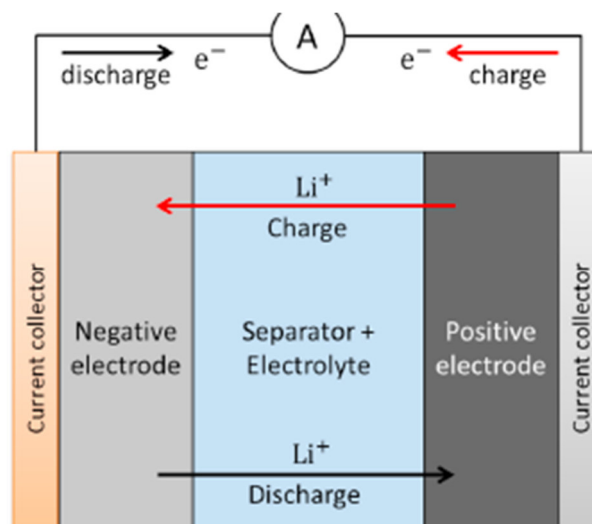 A
discharge
e⁻
e⁻
charge
Li⁺
Charge
Current collector
Negative
electrode
Separator +
Electrolyte
Positive
electrode
Current collector
Li⁺
Discharge